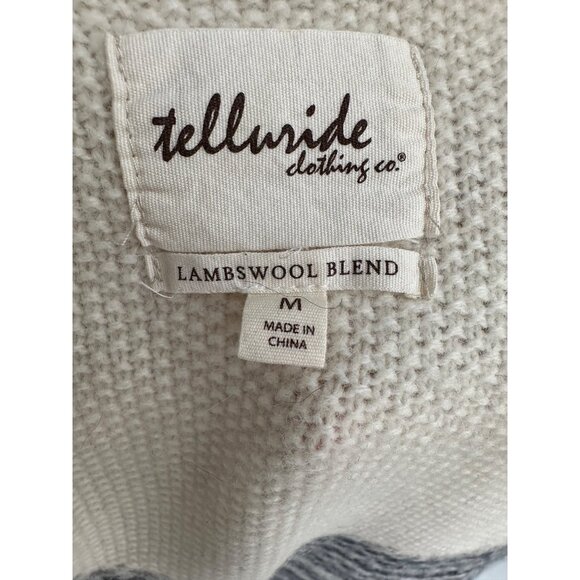 telluride
clothing co.®
LAMBSWOOL BLEND
M
MADE IN
CHINA